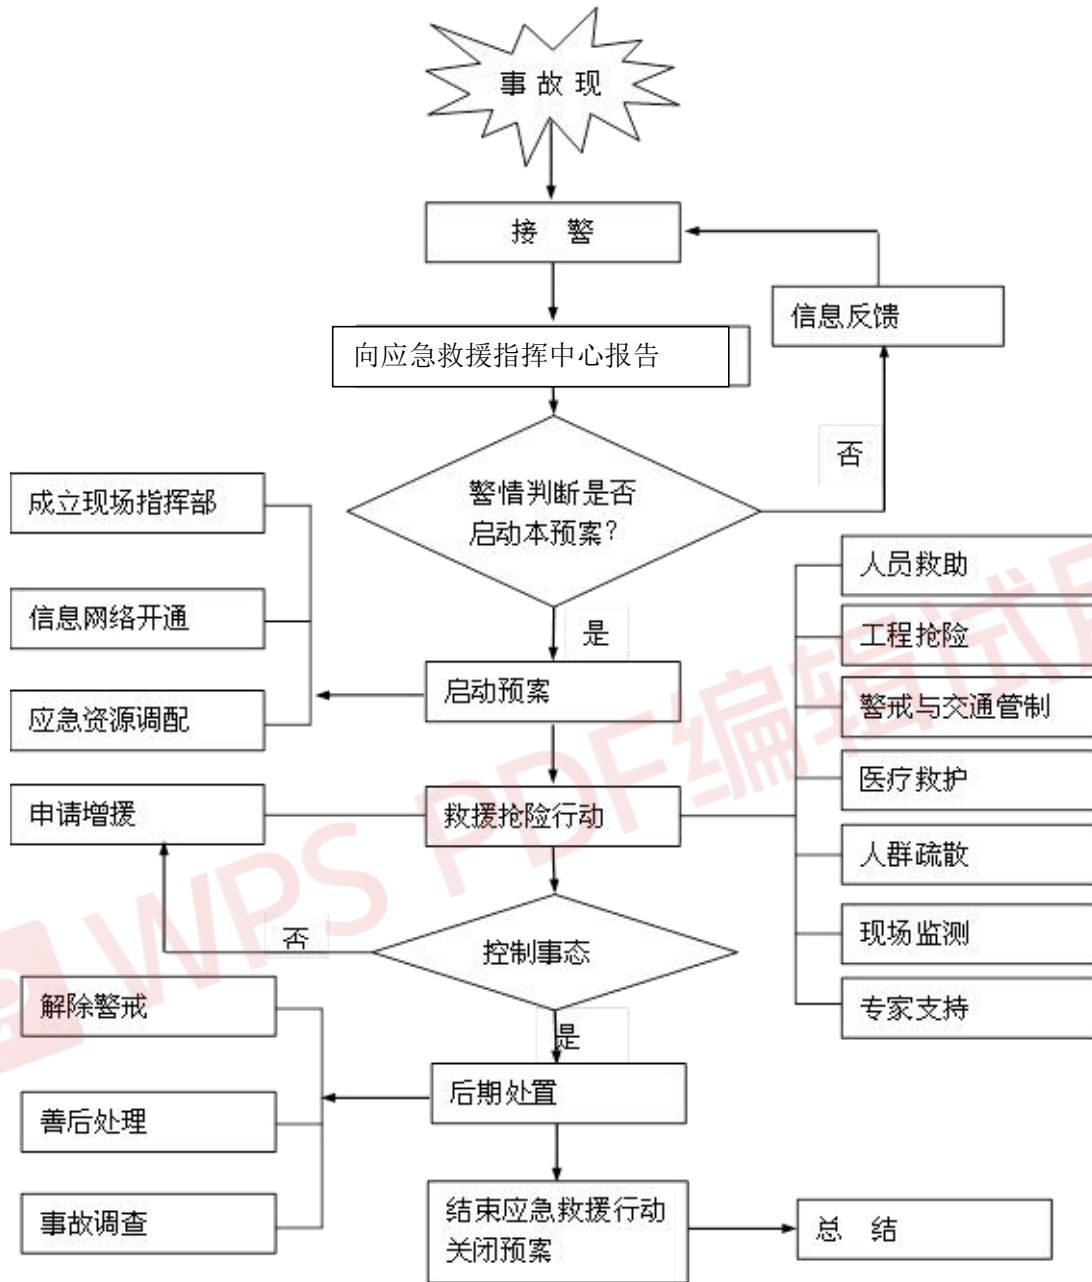 事故现
接 警
信息反馈
向应急救援指挥中心报告
否
警情判断是否
启动本预案?
成立现场指挥部
信息网络开通
应急资源调配
是
启动预案
人员救助
工程抢险
警戒与交通管制
医疗救护
人群疏散
现场监测
专家支持
申请增援
救援抢险行动
否
控制事态
是
解除警戒
善后处理
事故调查
后期处置
结束应急救援行动
关闭预案
总 结
WPS PDF编辑试用